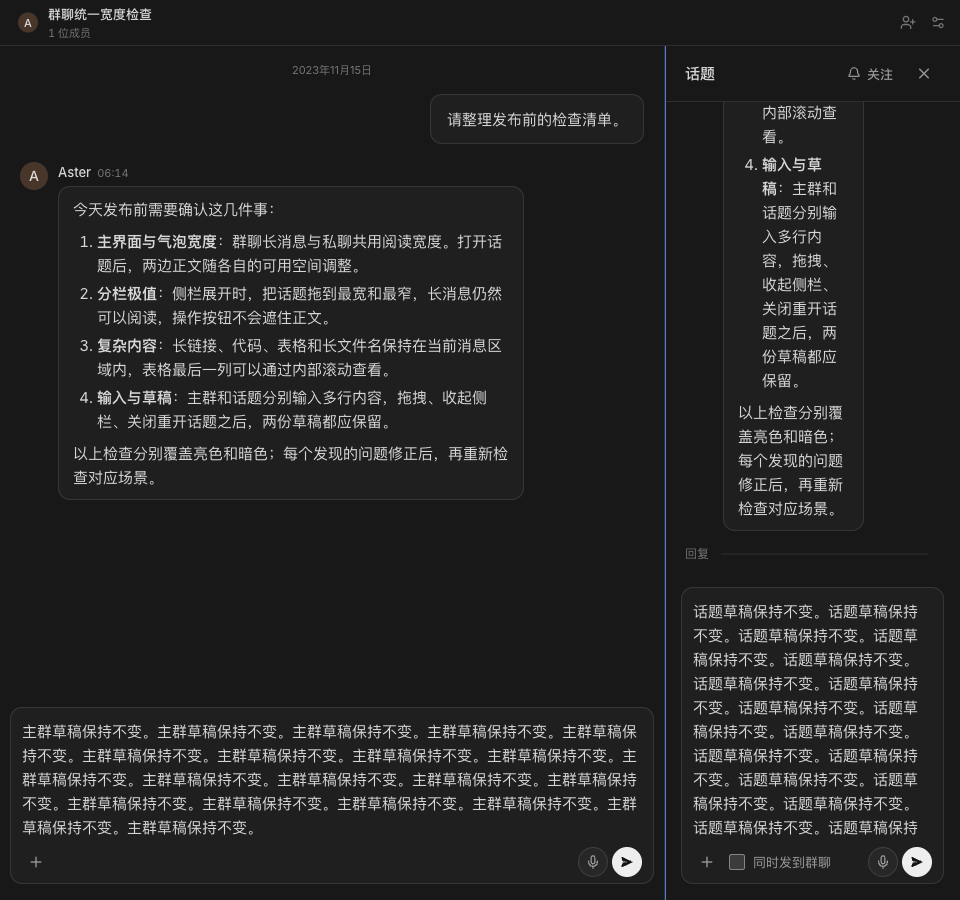 A
群聊统一宽度检查
1 位成员
2023年11月15日
请整理发布前的检查清单。
A
Aster 06:14
今天发布前需要确认这几件事：
1. 主界面与气泡宽度：群聊长消息与私聊共用阅读宽度。打开话
题后，两边正文随各自的可用空间调整。
2. 分栏极值：侧栏展开时，把话题拖到最宽和最窄，长消息仍然
可以阅读，操作按钮不会遮住正文。
3. 复杂内容：长链接、代码、表格和长文件名保持在当前消息区
域内，表格最后一列可以通过内部滚动查看。
4. 输入与草稿：主群和话题分别输入多行内容，拖拽、收起侧
栏、关闭重开话题之后，两份草稿都应保留。
以上检查分别覆盖亮色和暗色；每个发现的问题修正后，再重新检
查对应场景。
主群草稿保持不变。主群草稿保持不变。主群草稿保持不变。主群草稿保持不变。主群草稿保
持不变。主群草稿保持不变。主群草稿保持不变。主群草稿保持不变。主群草稿保持不变。主
群草稿保持不变。主群草稿保持不变。主群草稿保持不变。主群草稿保持不变。主群草稿保持
不变。主群草稿保持不变。主群草稿保持不变。主群草稿保持不变。主群草稿保持不变。主群
草稿保持不变。主群草稿保持不变。
话题
关注
内部滚动查
看。
4. 输入与草
稿：主群和
话题分别输
入多行内
容，拖拽、
收起侧栏、
关闭重开话
题之后，两
份草稿都应
保留。
以上检查分别覆
盖亮色和暗色；
每个发现的问题
修正后，再重新
检查对应场景。
回复
话题草稿保持不变。话题草稿保持
不变。话题草稿保持不变。话题草
稿保持不变。话题草稿保持不变。
话题草稿保持不变。话题草稿保持
不变。话题草稿保持不变。话题草
稿保持不变。话题草稿保持不变。
话题草稿保持不变。话题草稿保持
不变。话题草稿保持不变。话题草
稿保持不变。话题草稿保持不变。
话题草稿保持不变。话题草稿保持
同时发到群聊